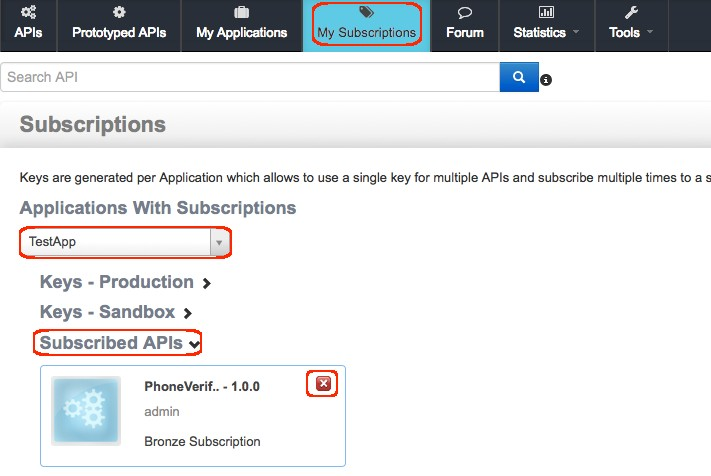 APIs
Prototyped APIs
My Applications
My Subscriptions
Forum
Statistics
Tools
Search API
Subscriptions
Keys are generated per Application which allows to use a single key for multiple APIs and subscribe multiple times to a s
Applications With Subscriptions
TestApp
Keys - Production
Keys - Sandbox
Subscribed APIs
PhoneVerif.. - 1.0.0
admin
Bronze Subscription